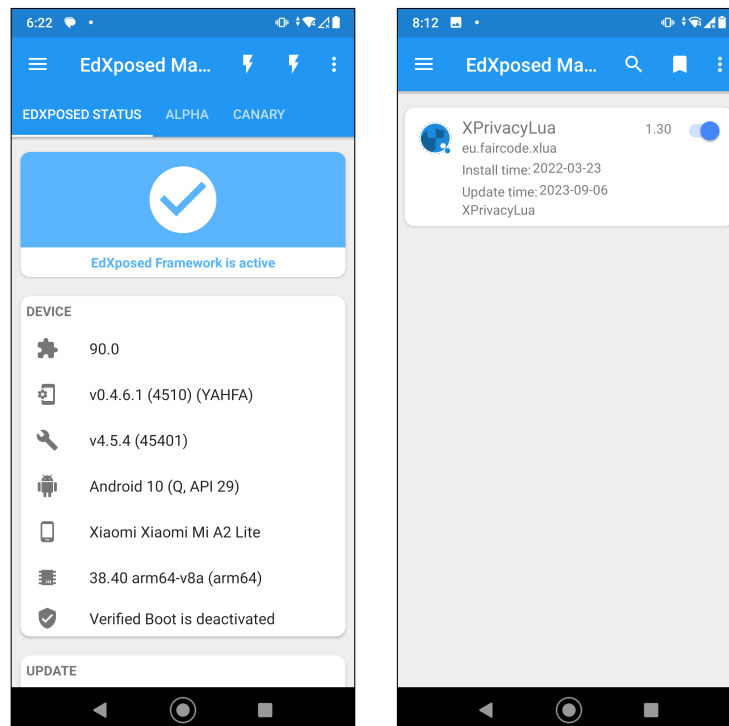 6:22
EdXposed Ma...
EDXPOSED STATUS ALPHA CANARY
EdXposed Framework is active
DEVICE
90.0
v0.4.6.1 (4510) (YAHFA)
v4.5.4 (45401)
Android 10 (Q, API 29)
Xiaomi Xiaomi Mi A2 Lite
38.40 arm64-v8a (arm64)
Verified Boot is deactivated
UPDATE
8:12
EdXposed Ma...
XPrivacyLua 1.30
eu.faircode.xlua
Install time: 2022-03-23
Update time: 2023-09-06
XPrivacyLua